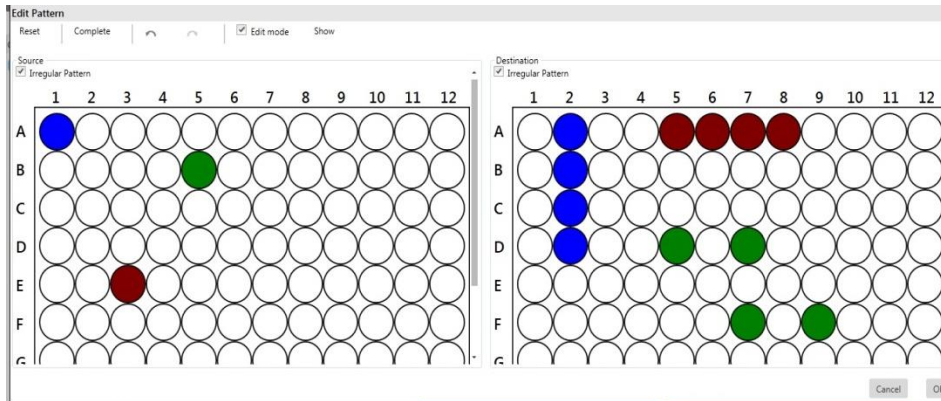 Edit Pattern
Reset Complete Edit mode Show
Source
Irregular Pattern
1 2 3 4 5 6 7 8 9 10 11 12
A
B
C
D
E
F
G
Destination
Irregular Pattern
1 2 3 4 5 6 7 8 9 10 11 12
A
B
C
D
E
F
G
Cancel